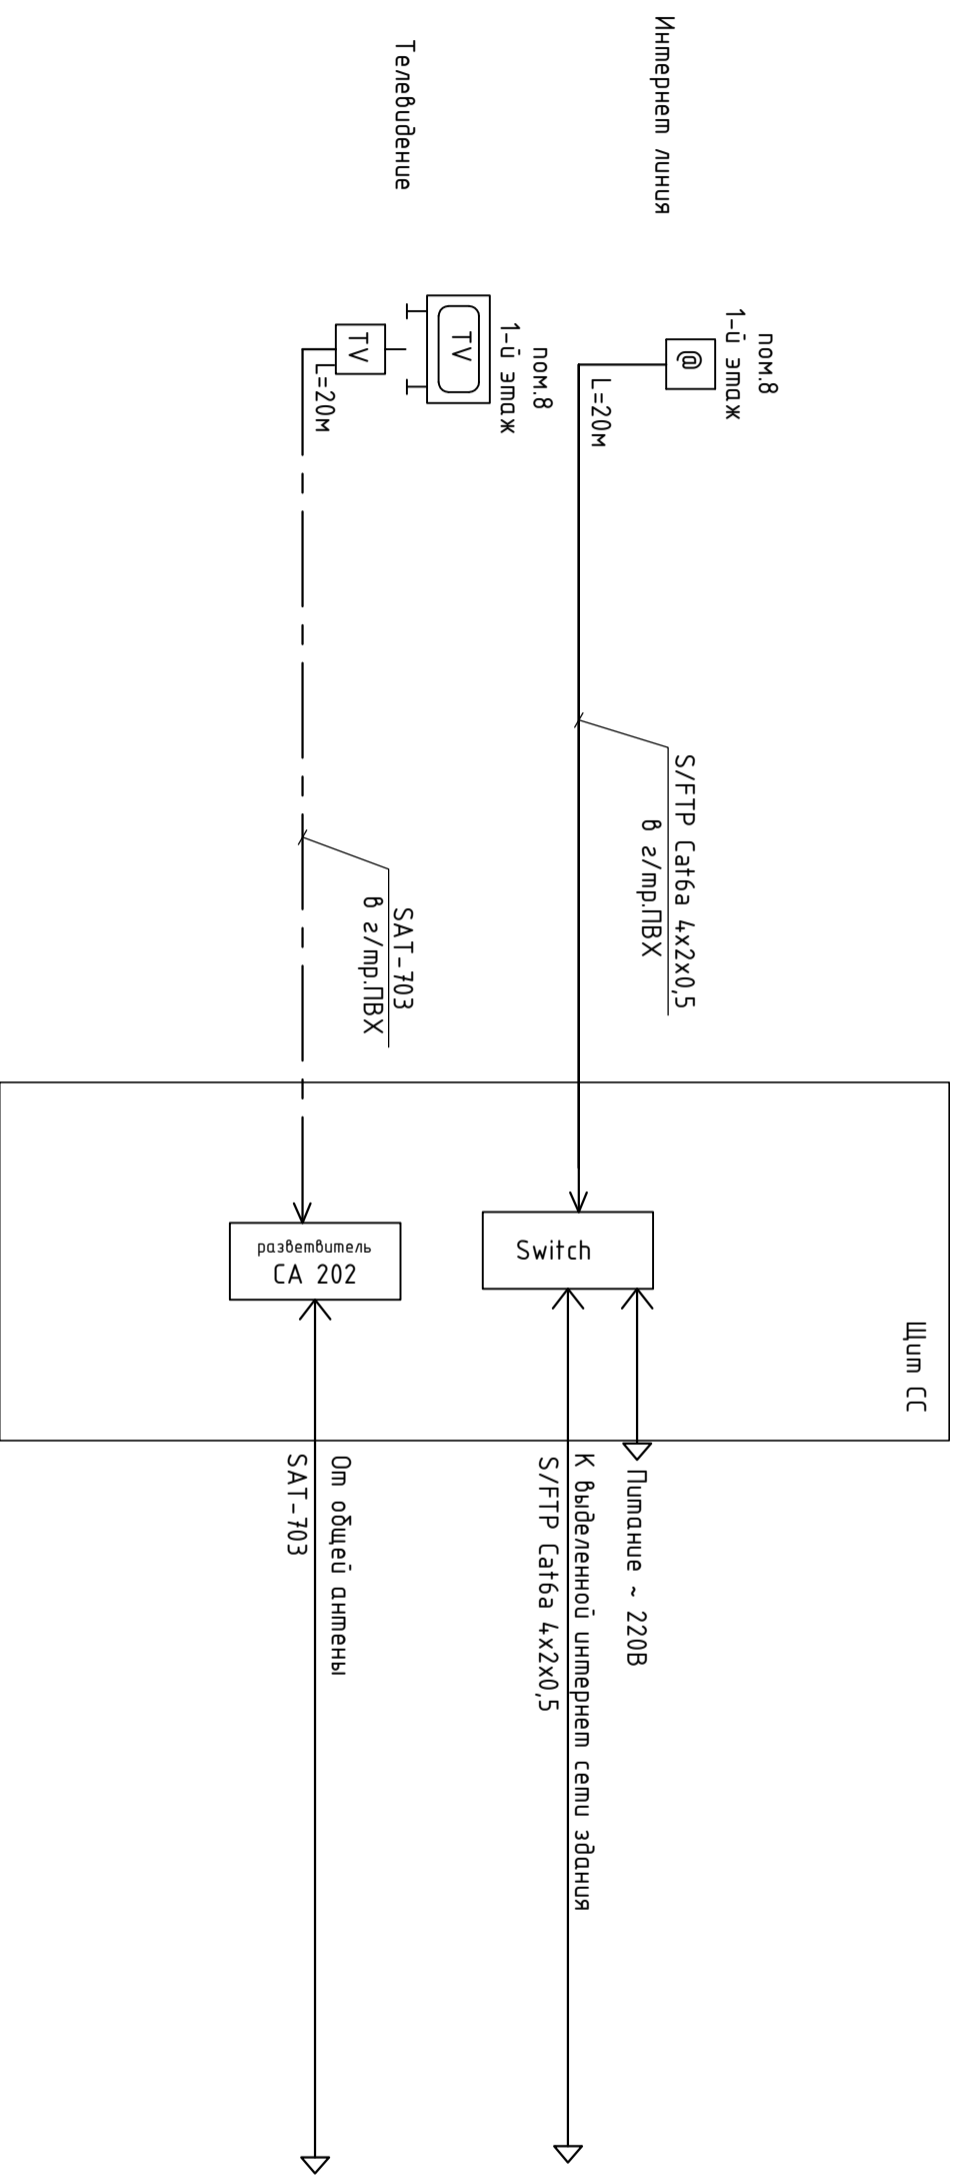 Интернет линия
пом.8
1-й этаж
@
L=20м
S/FTP Cat6a 4x2x0,5
в г/тр.ПВХ
Щит СС
Switch
Питание ~ 220В
К выделенной интернет сети здания
S/FTP Cat6a 4x2x0,5
Телевидение
пом.8
1-й этаж
TV
TV
L=20м
SAT-703
в г/тр.ПВХ
разветвитель
СА 202
От общей антены
SAT-703